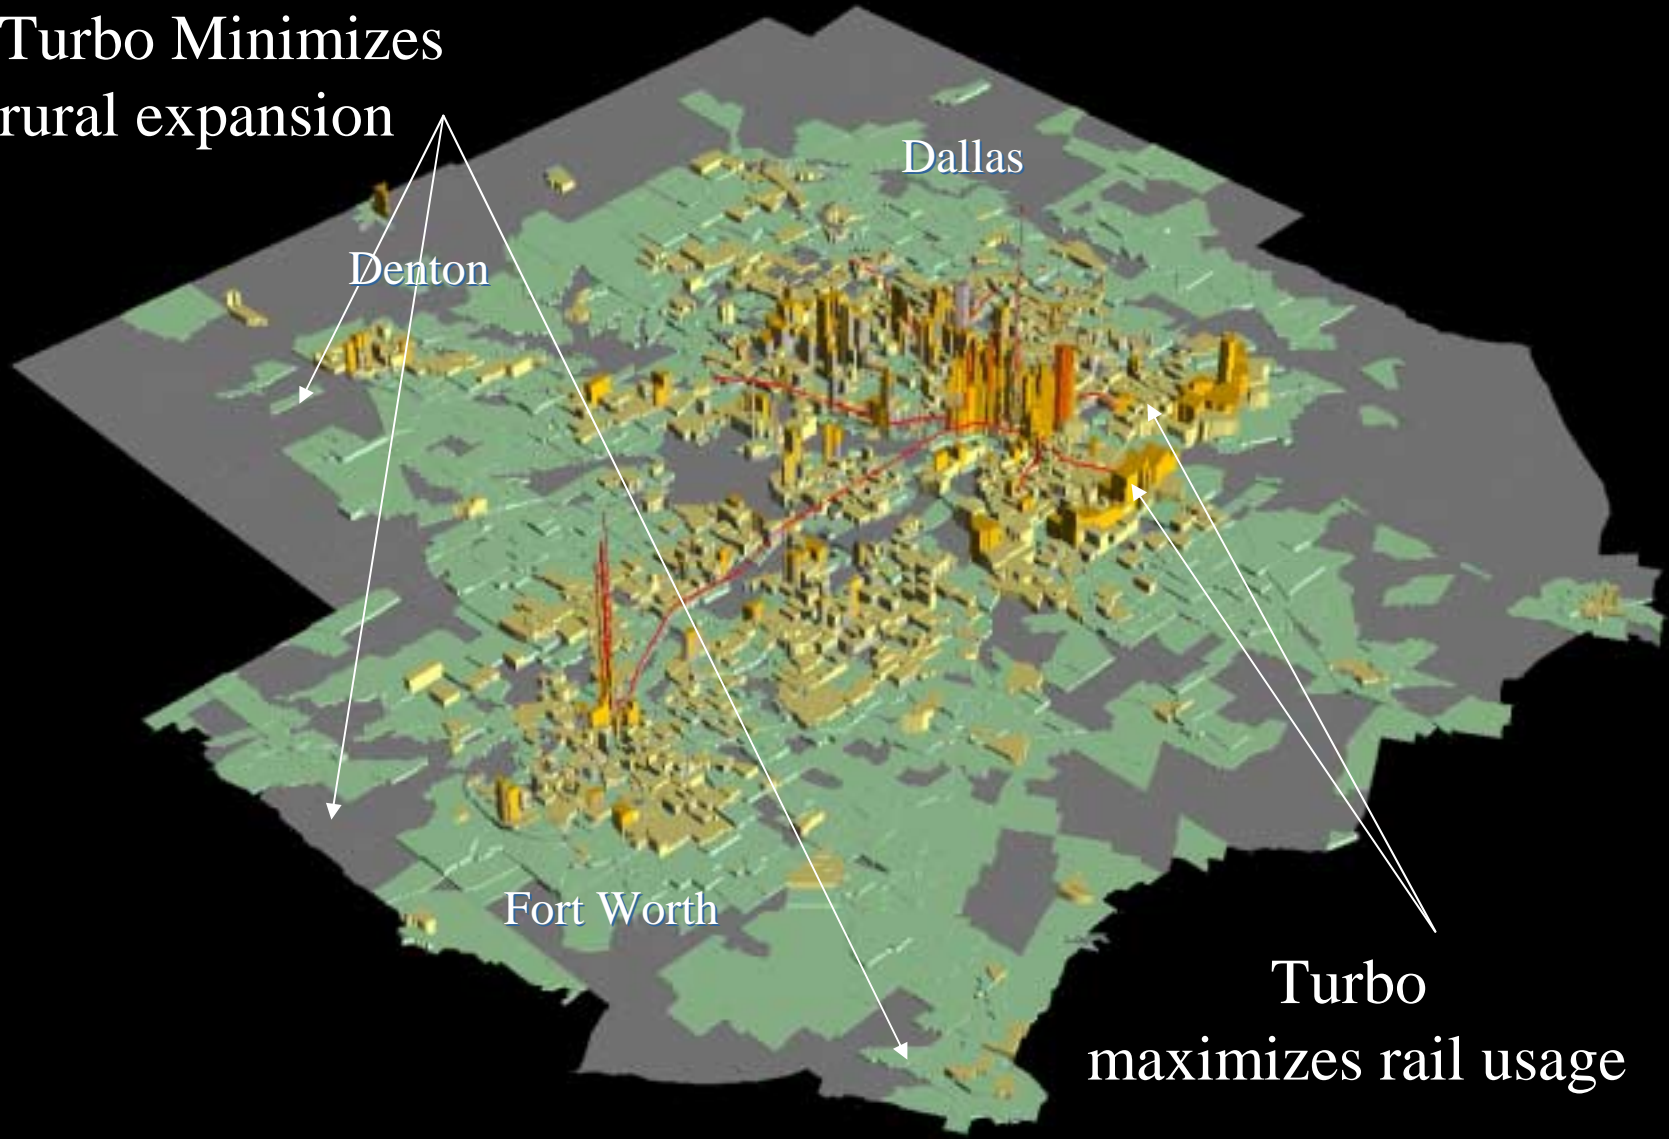 Turbo Minimizes
rural expansion
Dallas
Denton
Fort Worth
Turbo
maximizes rail usage